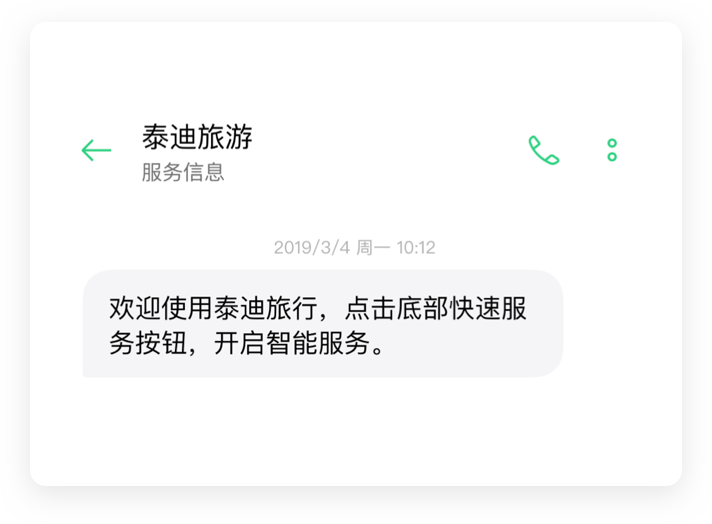 泰迪旅游
服务信息
2019/3/4 周一 10:12
欢迎使用泰迪旅行，点击底部快速服
务按钮，开启智能服务。